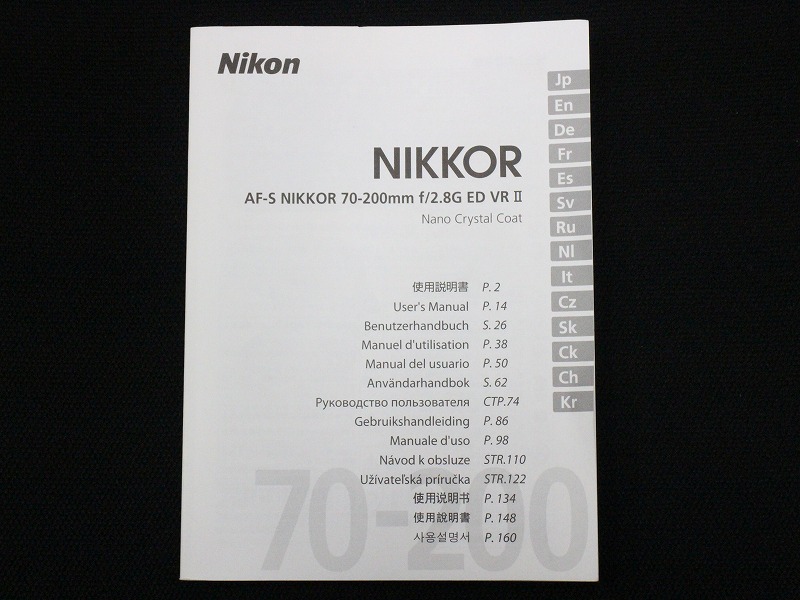 Nikon
NIKKOR
AF-S NIKKOR 70-200mm f/2.8G ED VR II
Nano Crystal Coat
使用説明書 P. 2
User's Manual P. 14
Benutzerhandbuch S. 26
Manuel d'utilisation P. 38
Manual del usuario P. 50
Användarhandbok S. 62
Руководство пользователя CTP.74
Gebruikshandleiding P. 86
Manuale d'uso P. 98
Návod k obsluze STR.110
Užívateľská príručka STR.122
使用说明书 P. 134
使用說明書 P. 148
사용설명서 P. 160
70-200
Jp
En
De
Fr
Es
Sv
Ru
Nl
It
Cz
Sk
Ck
Ch
Kr